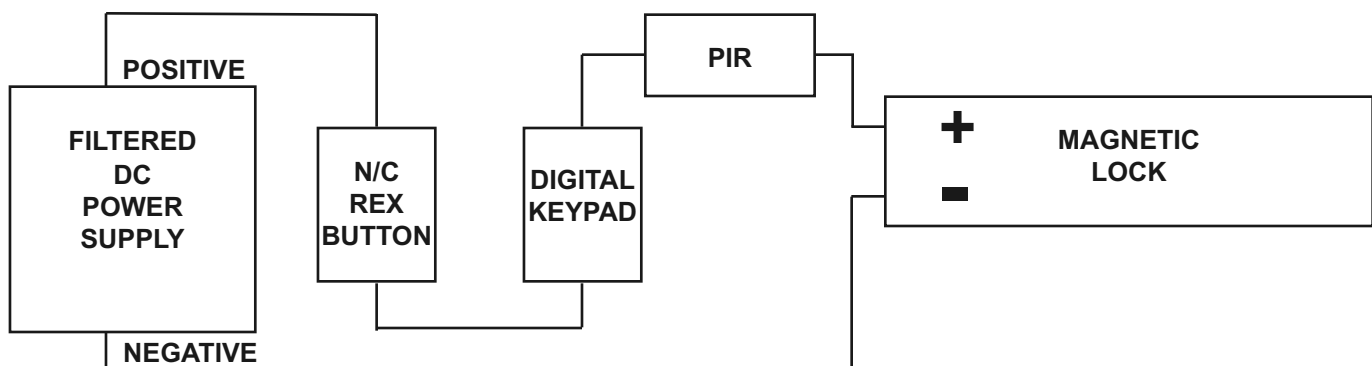 POSITIVE
FILTERED
DC
POWER
SUPPLY
NEGATIVE
N/C
REX
BUTTON
DIGITAL
KEYPAD
PIR
+
-
MAGNETIC
LOCK